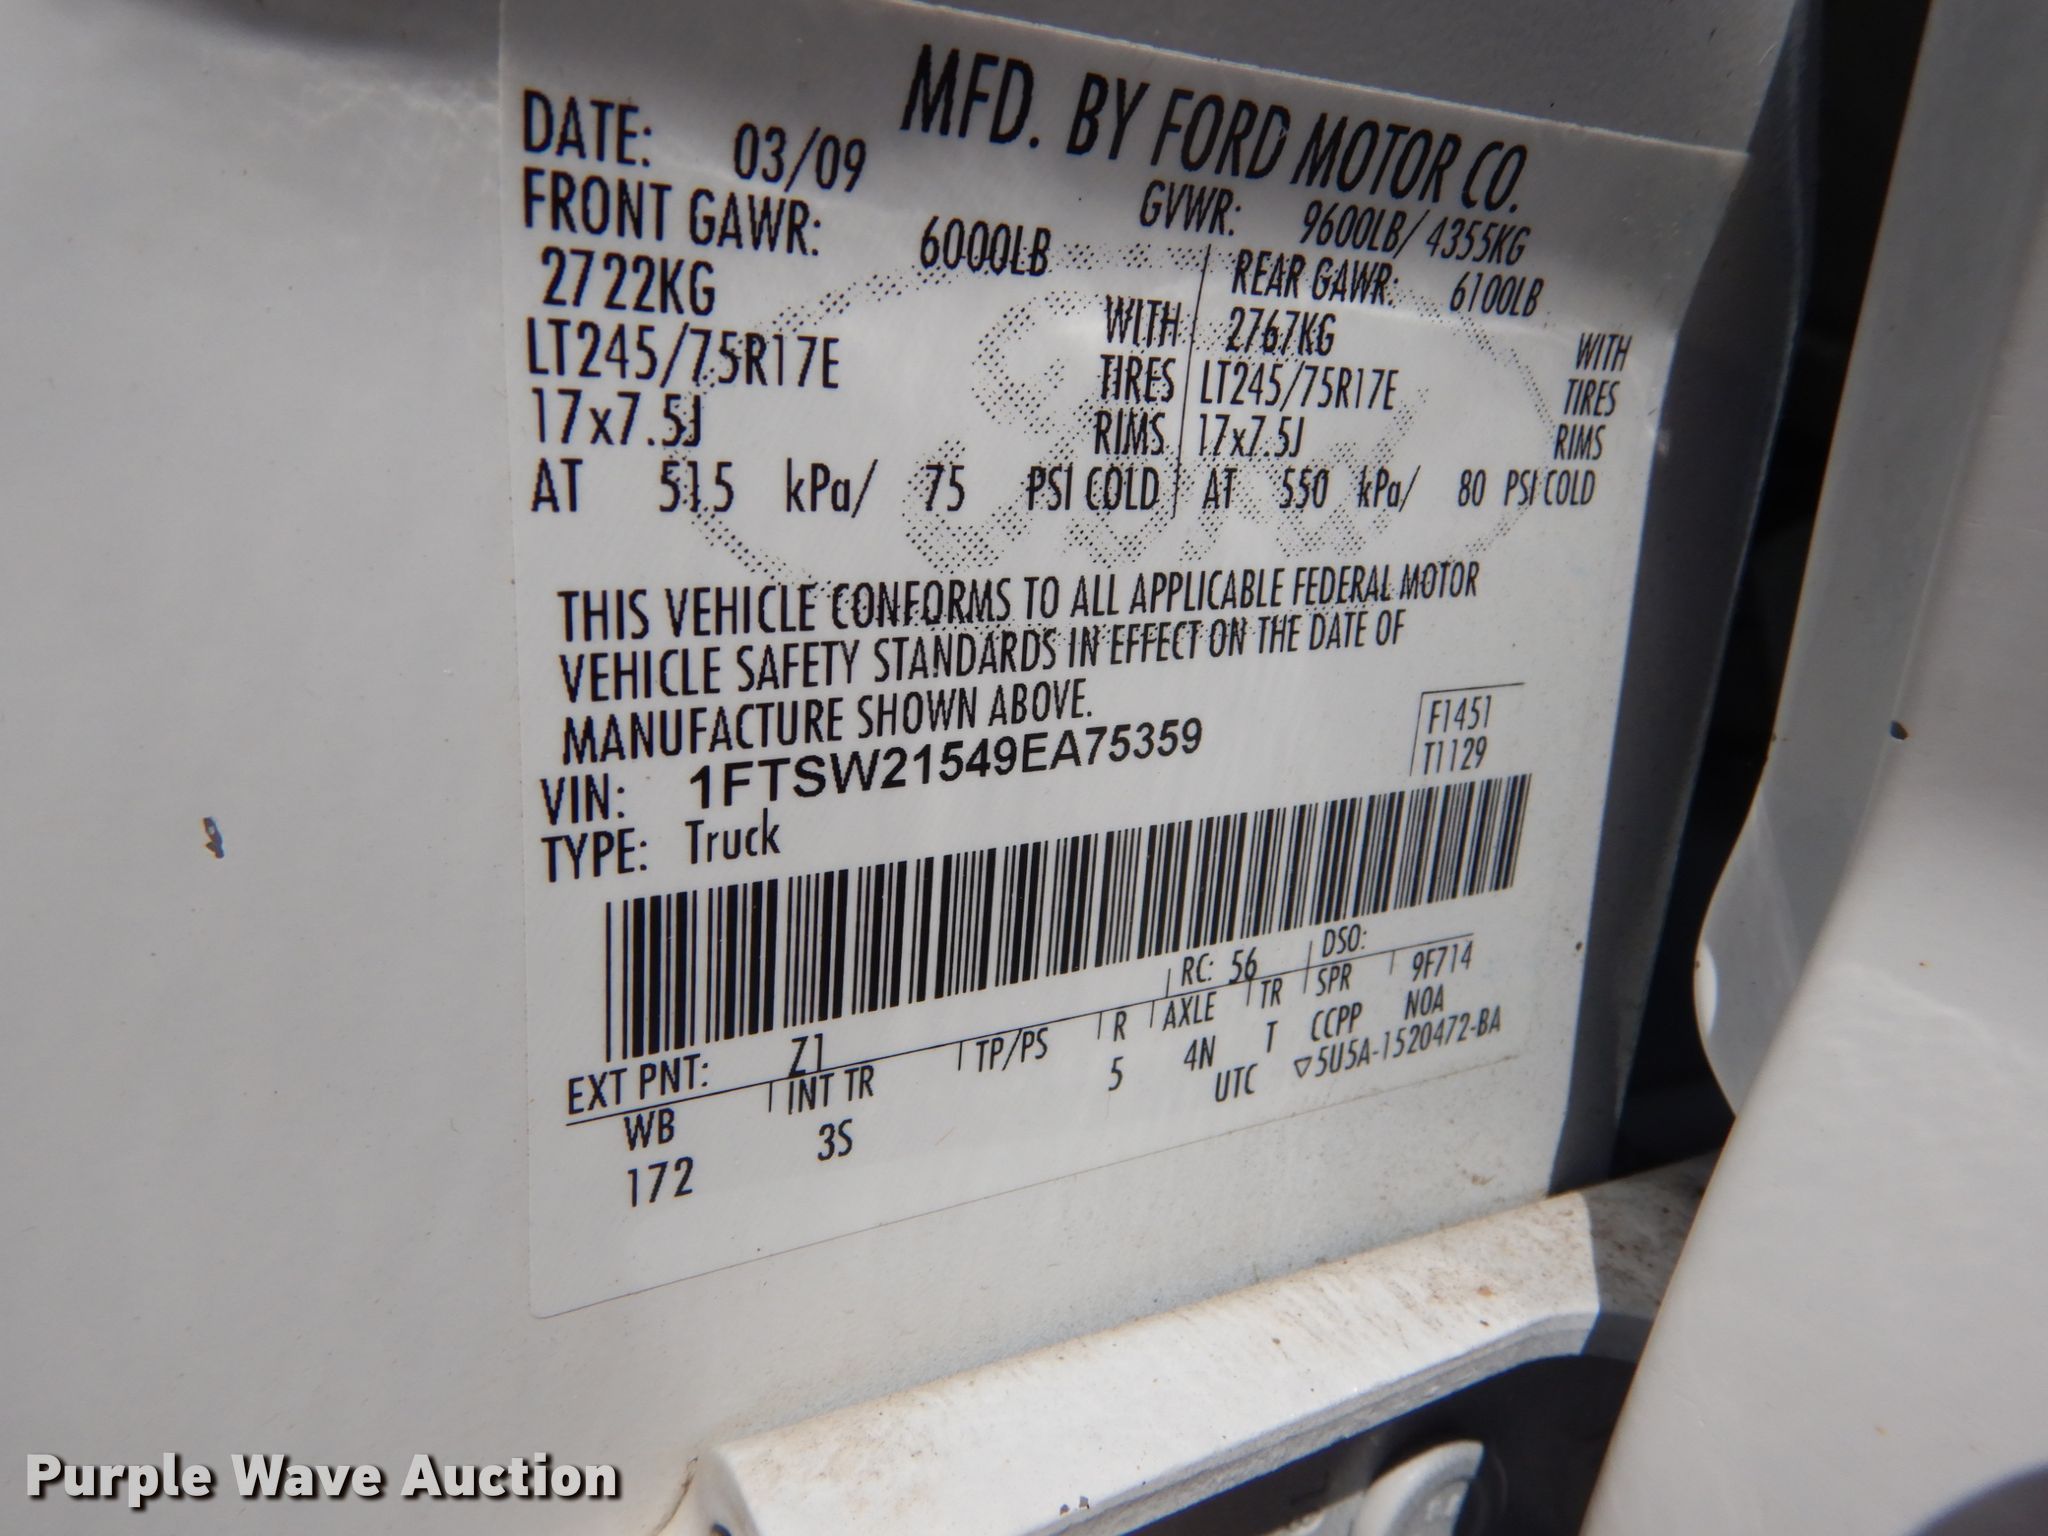 MFD. BY FORD MOTOR CO.
DATE: 03/09 GVWR: 9600LB/ 4355KG
FRONT GAWR: 6000LB REAR GAWR: 6100LB
2722KG WITH 2767KG WITH
LT245/75R17E TIRES LT245/75R17E TIRES
17x7.5J RIMS 17x7.5J RIMS
AT 515 kPa/ 75 PSI COLD AT 550 kPa/ 80 PSI COLD
THIS VEHICLE CONFORMS TO ALL APPLICABLE FEDERAL MOTOR
VEHICLE SAFETY STANDARDS IN EFFECT ON THE DATE OF
MANUFACTURE SHOWN ABOVE.
F1451
VIN: 1FTSW21549EA75359 T1129
TYPE: Truck
EXT PNT: Z1 RC: 56 DSO:
WB INT TR TP/PS R AXLE TR SPR 9F714
172 3S 5 4N T CCPP N0A
UTC ▽5U5A-1520472-BA
Purple Wave Auction